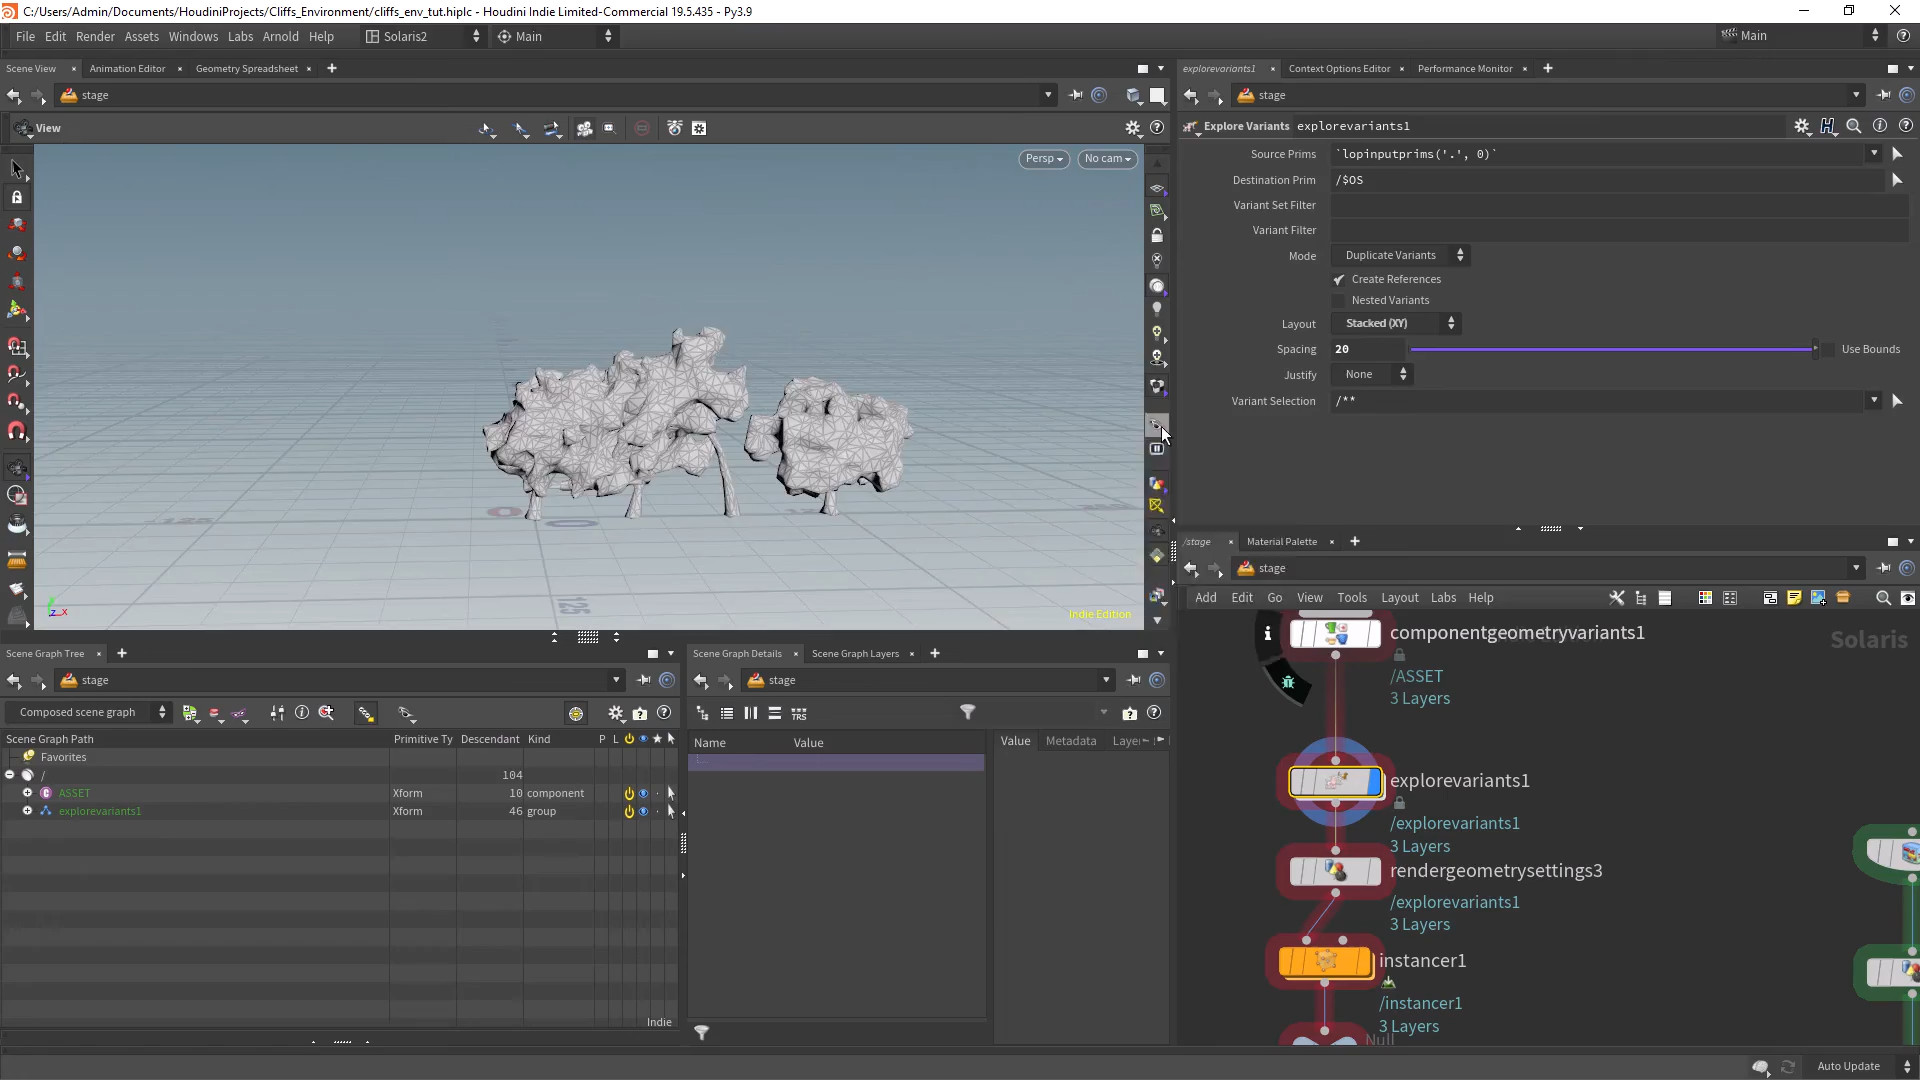 C:/Users/Admin/Documents/HoudiniProjects/Cliffs_Environment/cliffs_env_tut.hiplc - Houdini Indie Limited-Commercial 19.5.435 - Py3.9
File Edit Render Assets Windows Labs Arnold Help Solaris2 Main Main
Scene View Animation Editor Geometry Spreadsheet
stage
View
Persp No cam
125
Indie Edition
explorevariants1 Context Options Editor Performance Monitor
stage
Explore Variants explorevariants1
Source Prims `lopinputprims('.', 0)`
Destination Prim /$OS
Variant Set Filter
Variant Filter
Mode Duplicate Variants
Create References
Nested Variants
Layout Stacked (XY)
Spacing 20 Use Bounds
Justify None
Variant Selection /**
/stage Material Palette
stage
Add Edit Go View Tools Layout Labs Help
Solaris
componentgeometryvariants1
/ASSET
3 Layers
explorevariants1
/explorevariants1
3 Layers
rendergeometrysettings3
/explorevariants1
3 Layers
instancer1
/instancer1
3 Layers
Null
Scene Graph Tree
stage
Composed scene graph
Scene Graph Path Primitive Ty Descendant Kind P L
Favorites
/ 104
ASSET Xform 10 component
explorevariants1 Xform 46 group
Indie
Scene Graph Details Scene Graph Layers
stage
TRS
Name Value
Value Metadata Laye
Auto Update